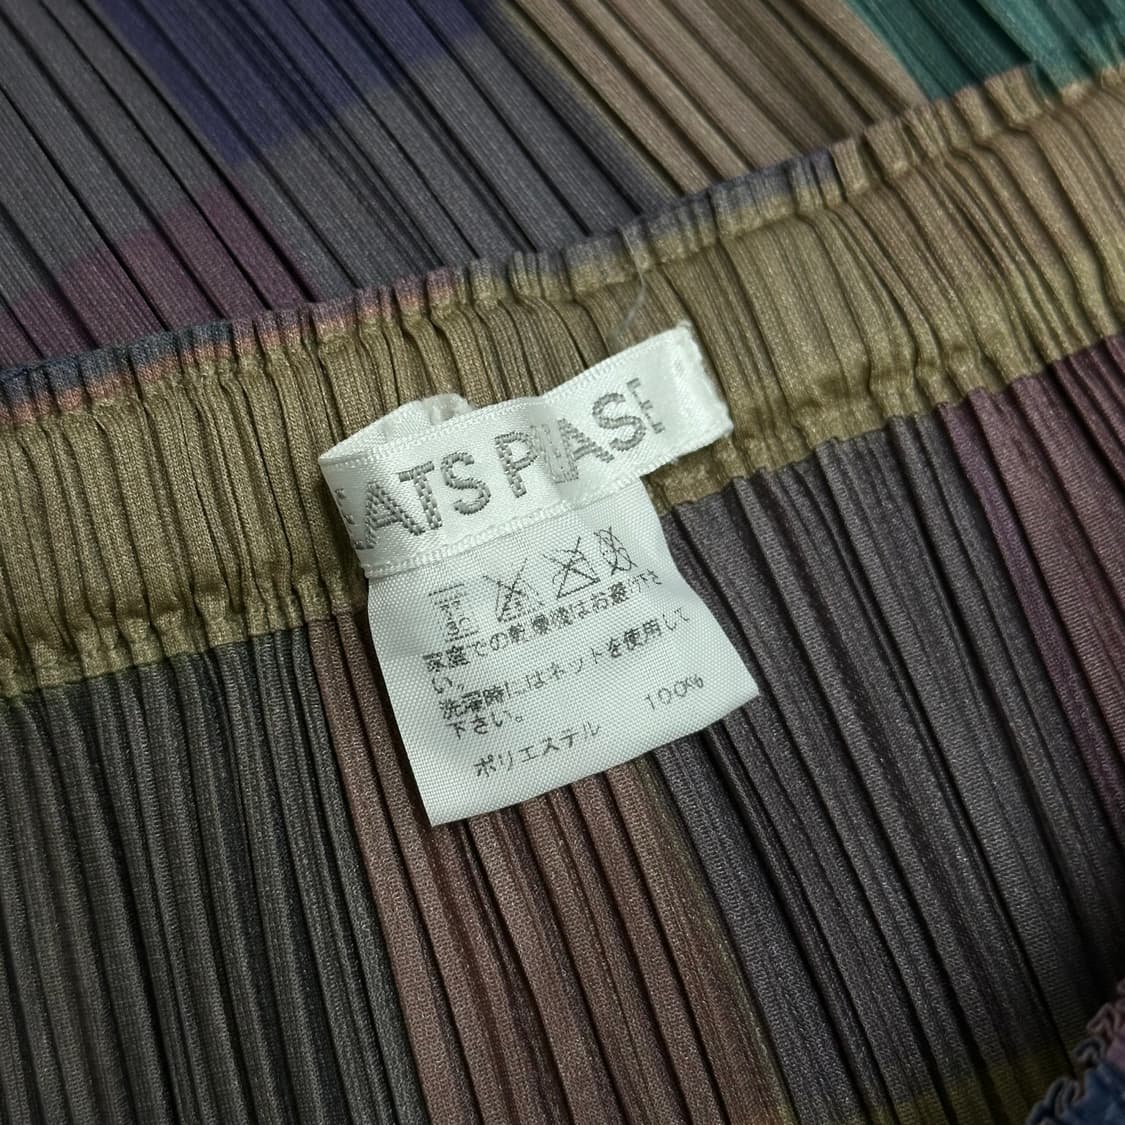 EATS PLEASE
家庭での乾燥機はお避け下さ
い。
洗濯時にはネットを使用して
下さい。
ポリエステル 100%